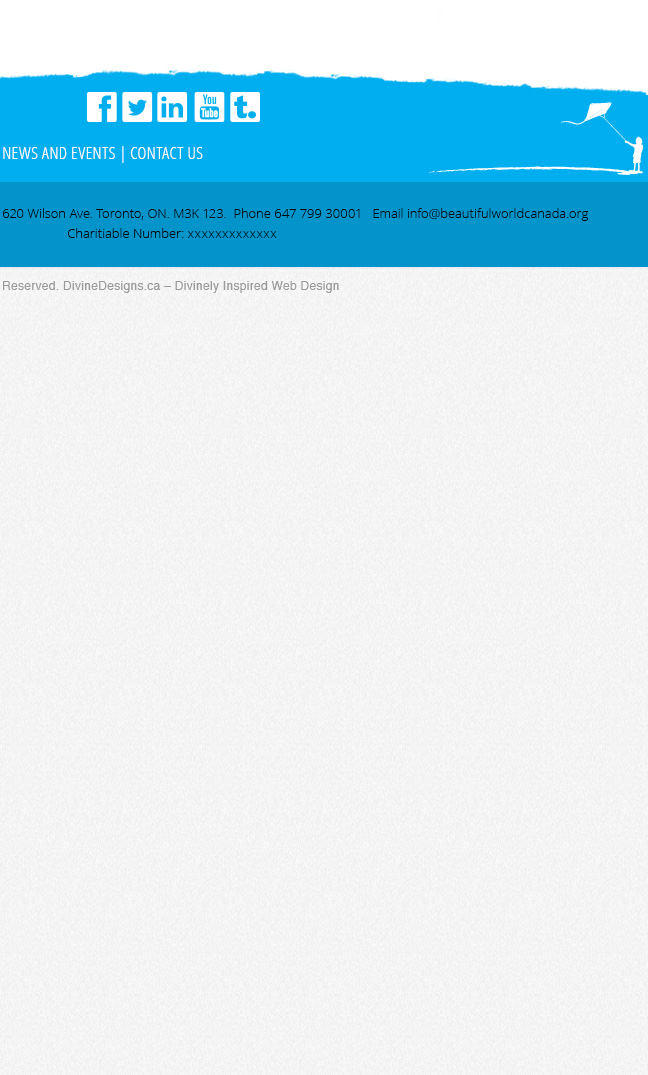 You
Tube
NEWS AND EVENTS | CONTACT US
620 Wilson Ave. Toronto, ON. M3K 123.  Phone 647 799 30001   Email info@beautifulworldcanada.org
Charitiable Number: xxxxxxxxxxxxx
Reserved. DivineDesigns.ca – Divinely Inspired Web Design